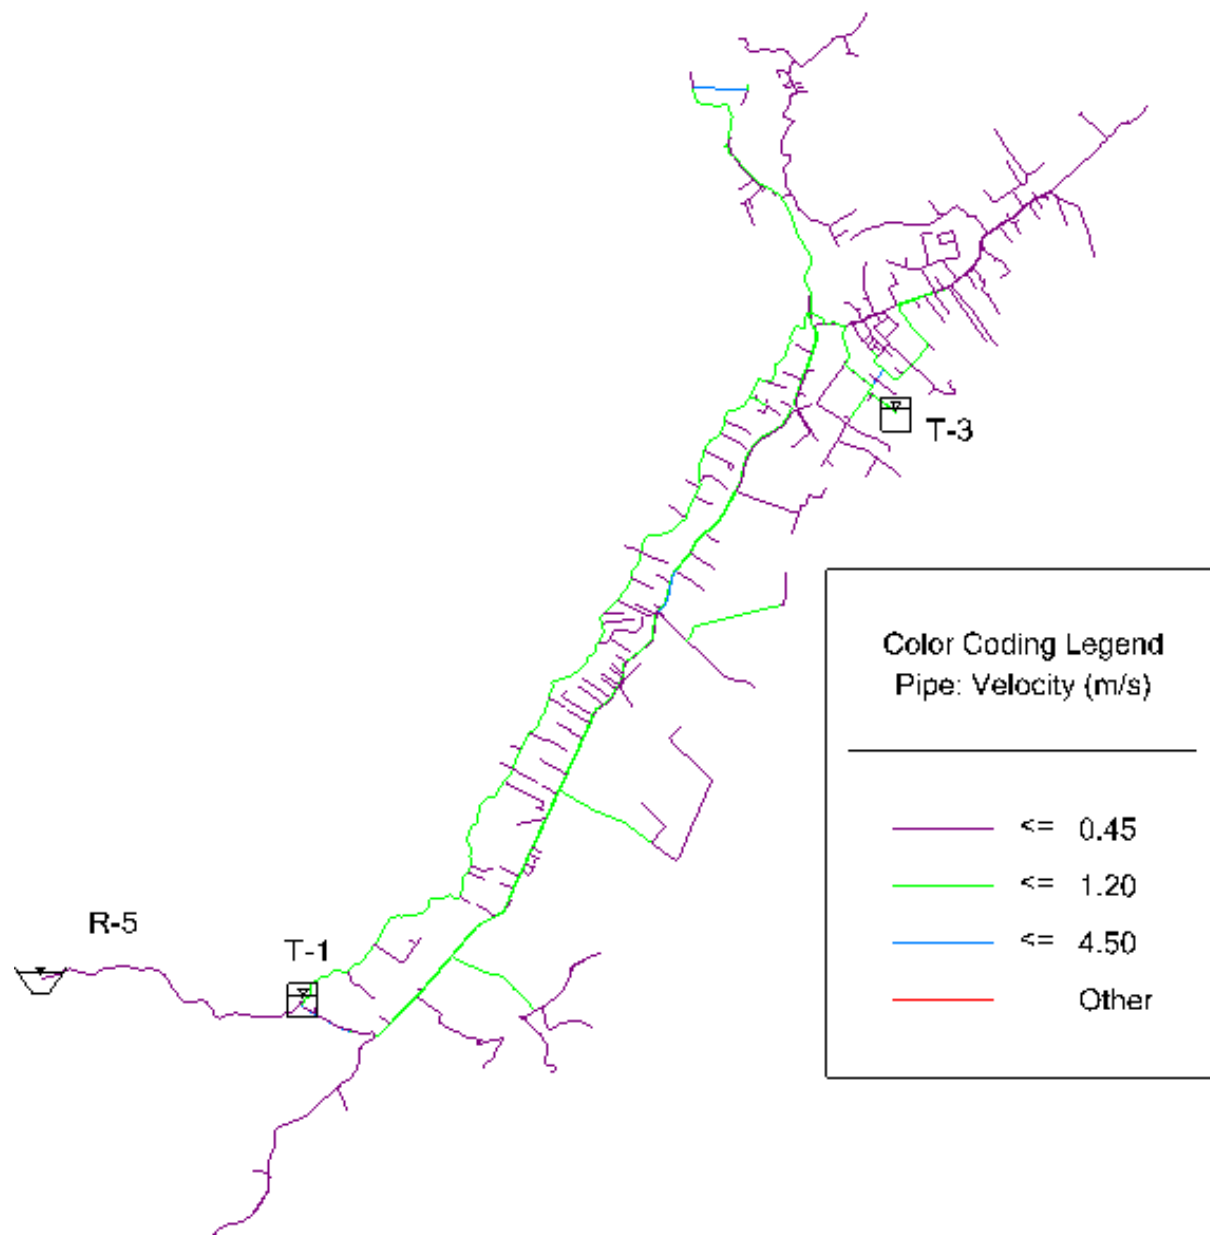 T-3
Color Coding Legend
Pipe: Velocity (m/s)
<= 0.45
<= 1.20
R-5
T-1
<= 4.50
Other